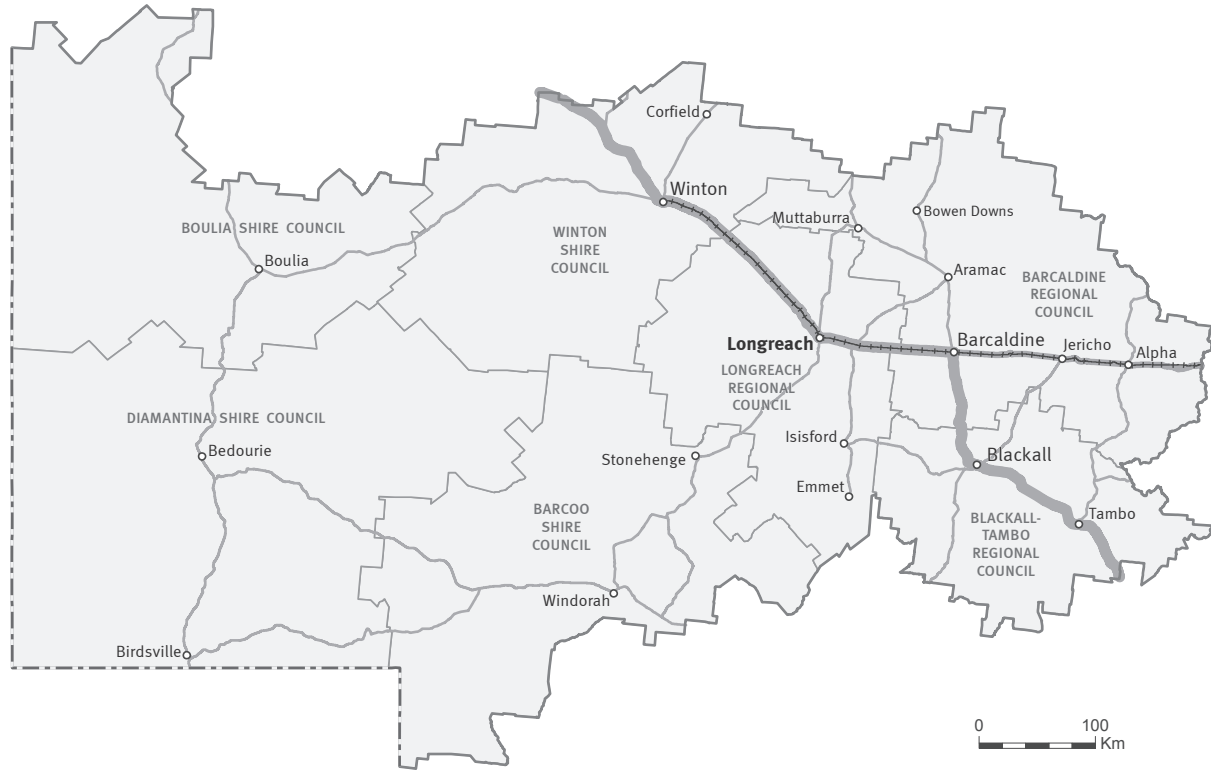 Corfield
Winton
Muttaburra
Bowen Downs
BOULIA SHIRE COUNCIL
WINTON
SHIRE
COUNCIL
Boulia
Aramac
BARCALDINE
REGIONAL
COUNCIL
Longreach
Barcaldine
Jericho
Alpha
LONGREACH
REGIONAL
COUNCIL
DIAMANTINA SHIRE COUNCIL
Bedourie
Isisford
Stonehenge
Blackall
Emmet
BARCOO
SHIRE
COUNCIL
Tambo
BLACKALL-
TAMBO
REGIONAL
COUNCIL
Windorah
Birdsville
0 100
Km